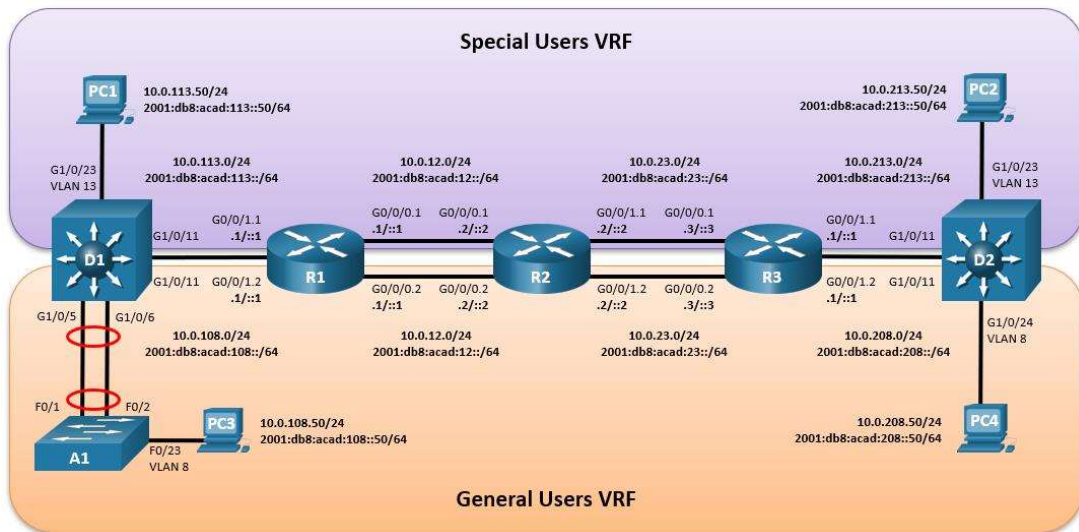 Special Users VRF
PC1
10.0.113.50/24
2001:db8:acad:113::50/64
10.0.213.50/24
2001:db8:acad:213::50/64
PC2
G1/0/23
VLAN 13
10.0.113.0/24
2001:db8:acad:113::/64
10.0.12.0/24
2001:db8:acad:12::/64
10.0.23.0/24
2001:db8:acad:23::/64
10.0.213.0/24
2001:db8:acad:213::/64
G1/0/23
VLAN 13
D1
G1/0/11
G0/0/1.1
.1/::1
R1
G0/0/0.1
.1/::1
G0/0/0.1
.2/::2
R2
G0/0/1.1
.2/::2
G0/0/0.1
.3/::3
R3
G0/0/1.1
.1/::1
G1/0/11
D2
G1/0/11
G0/0/1.2
.1/::1
G0/0/0.2
.1/::1
G0/0/0.2
.2/::2
G0/0/1.2
.2/::2
G0/0/0.2
.3/::3
G0/0/1.2
.1/::1
G1/0/11
G1/0/5
G1/0/6
10.0.108.0/24
2001:db8:acad:108::/64
10.0.12.0/24
2001:db8:acad:12::/64
10.0.23.0/24
2001:db8:acad:23::/64
10.0.208.0/24
2001:db8:acad:208::/64
G1/0/24
VLAN 8
F0/1
F0/2
A1
F0/23
VLAN 8
PC3
10.0.108.50/24
2001:db8:acad:108::50/64
10.0.208.50/24
2001:db8:acad:208::50/64
PC4
General Users VRF